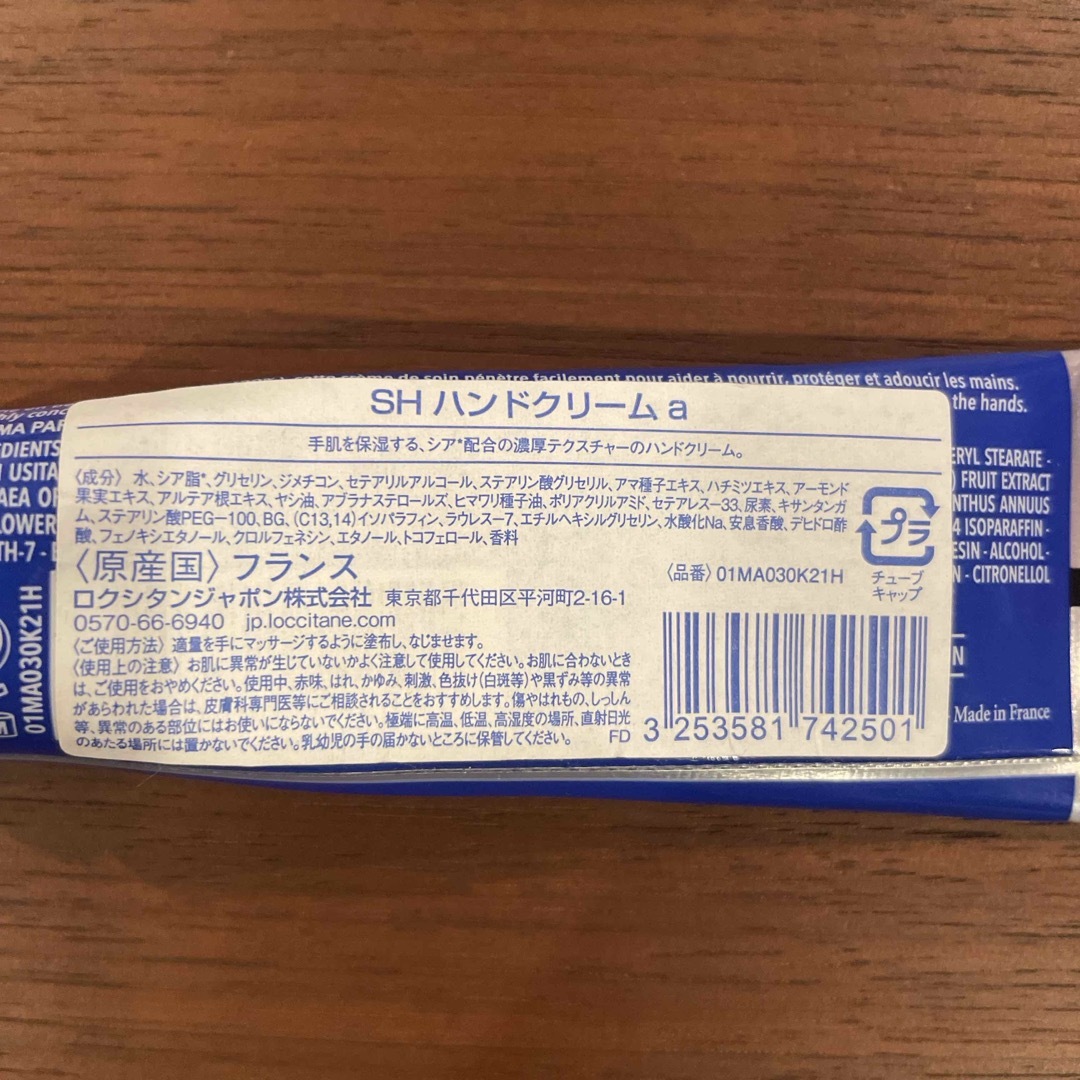 cette crème de soin pénètre facilement pour aider à nourrir, protéger et adoucir les mains.
the hands.
SH ハンドクリーム a
手肌を保湿する、シア*配合の濃厚テクスチャーのハンドクリーム。
〈成分〉水、シア脂*、グリセリン、ジメチコン、セテアリルアルコール、ステアリン酸グリセリル、アマ種子エキス、ハチミツエキス、アーモンド
果実エキス、アルテア根エキス、ヤシ油、アブラナステロールズ、ヒマワリ種子油、ポリアクリルアミド、セテアレス-33、尿素、キサンタンガ
ム、ステアリン酸PEG-100、BG、(C13,14)イソパラフィン、ラウレス-7、エチルヘキシルグリセリン、水酸化Na、安息香酸、デヒドロ酢
酸、フェノキシエタノール、クロルフェネシン、エタノール、トコフェロール、香料
〈原産国〉フランス
ロクシタンジャポン株式会社 東京都千代田区平河町2-16-1
0570-66-6940 jp.loccitane.com
〈ご使用方法〉適量を手にマッサージするように塗布し、なじませます。
〈使用上の注意〉お肌に異常が生じていないかよく注意して使用してください。お肌に合わないとき
は、ご使用をおやめください。使用中、赤味、はれ、かゆみ、刺激、色抜け(白斑等)や黒ずみ等の異常
があらわれた場合は、皮膚科専門医等にご相談されることをおすすめします。傷やはれもの、しっしん
等、異常のある部位にはお使いにならないでください。極端に高温、低温、高湿度の場所、直射日光
のあたる場所には置かないでください。乳幼児の手の届かないところに保管してください。 FD
〈品番〉01MA030K21H
プラ
チューブ
キャップ
3 253581 742501
MA PAR
DIENTS
USITA
AEA OI
LOWER
TH-7 -
01MA030K21H
ERYL STEARATE -
) FRUIT EXTRACT
NTHUS ANNUUS
4 ISOPARAFFIN -
ESIN - ALCOHOL -
N - CITRONELLOL
N
Made in France